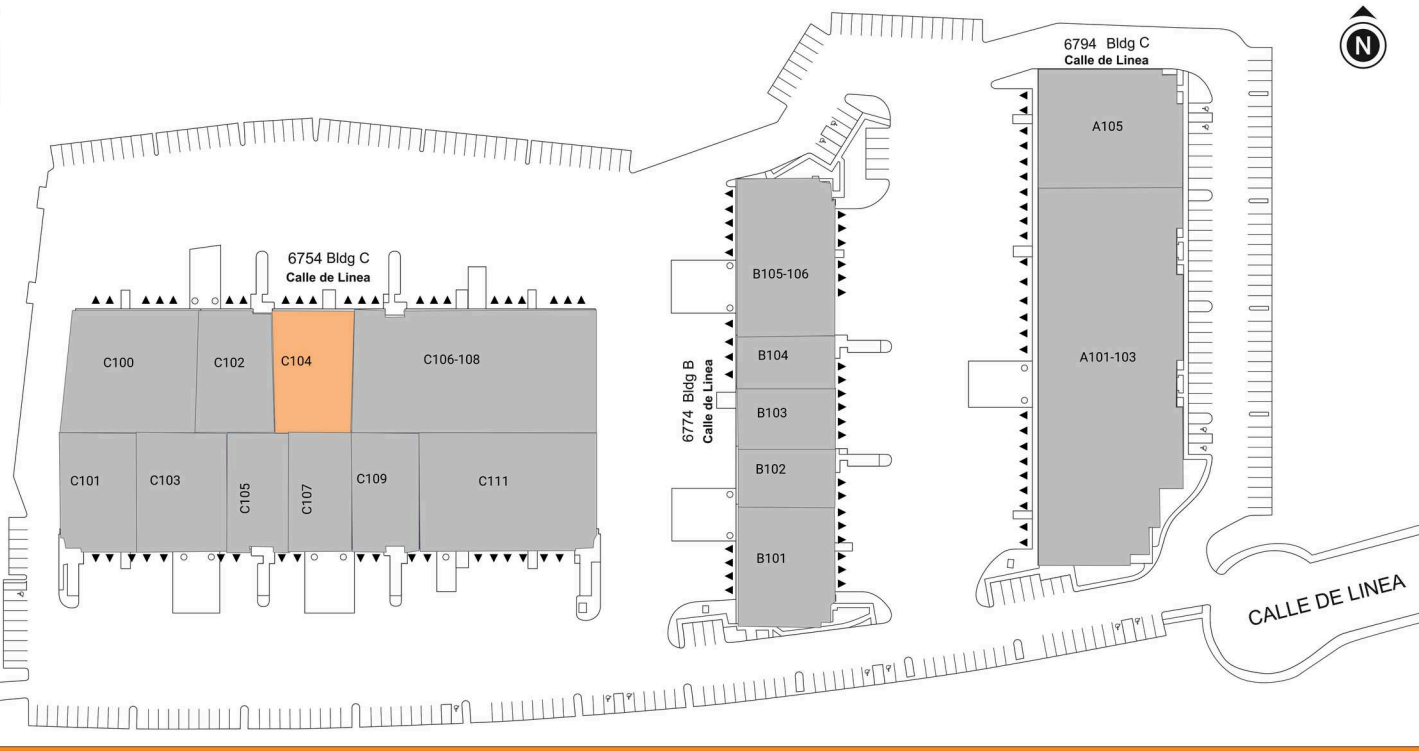 N
6794 Bldg C
Calle de Linea
A105
6754 Bldg C
Calle de Linea
B105-106
C100
C102
C104
C106-108
B104
A101-103
6774 Bldg B
Calle de Linea
B103
B102
C101
C103
C105
C107
C109
C111
B101
CALLE DE LINEA